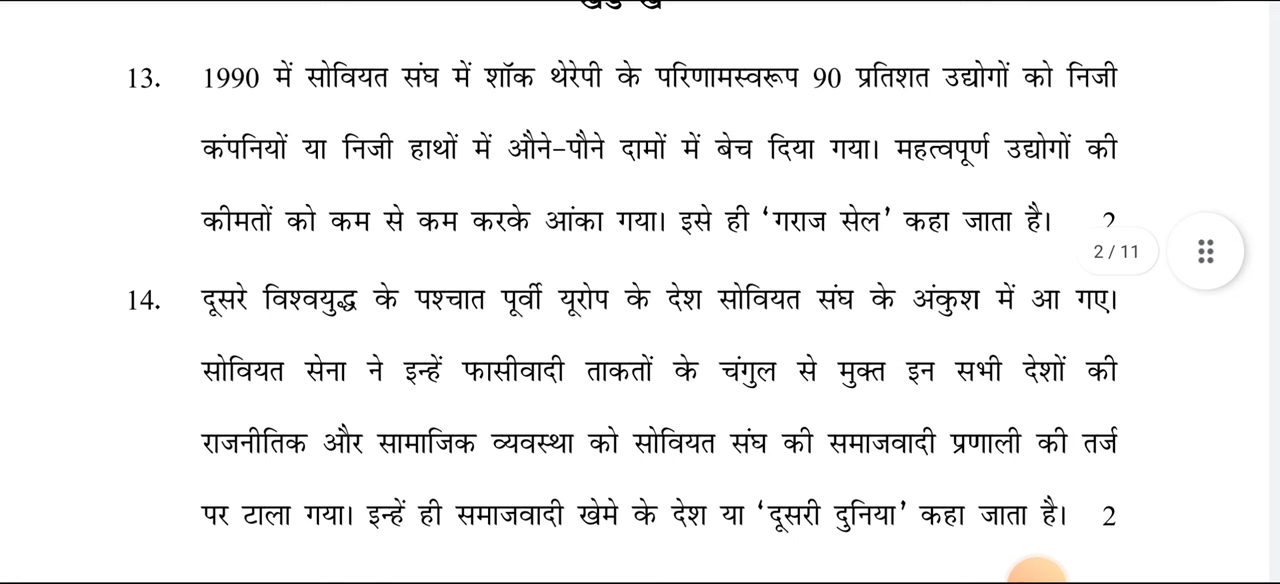 13. 1990 में सोवियत संघ में शॉक थेरेपी के परिणामस्वरूप 90 प्रतिशत उद्योगों को निजी
कंपनियों या निजी हाथों में औने-पौने दामों में बेच दिया गया। महत्वपूर्ण उद्योगों की
कीमतों को कम से कम करके आंका गया। इसे ही ‘गराज सेल’ कहा जाता है। 2
2 / 11
14. दूसरे विश्वयुद्ध के पश्चात पूर्वी यूरोप के देश सोवियत संघ के अंकुश में आ गए।
सोवियत सेना ने इन्हें फासीवादी ताकतों के चंगुल से मुक्त इन सभी देशों की
राजनीतिक और सामाजिक व्यवस्था को सोवियत संघ की समाजवादी प्रणाली की तर्ज
पर टाला गया। इन्हें ही समाजवादी खेमे के देश या ‘दूसरी दुनिया’ कहा जाता है। 2